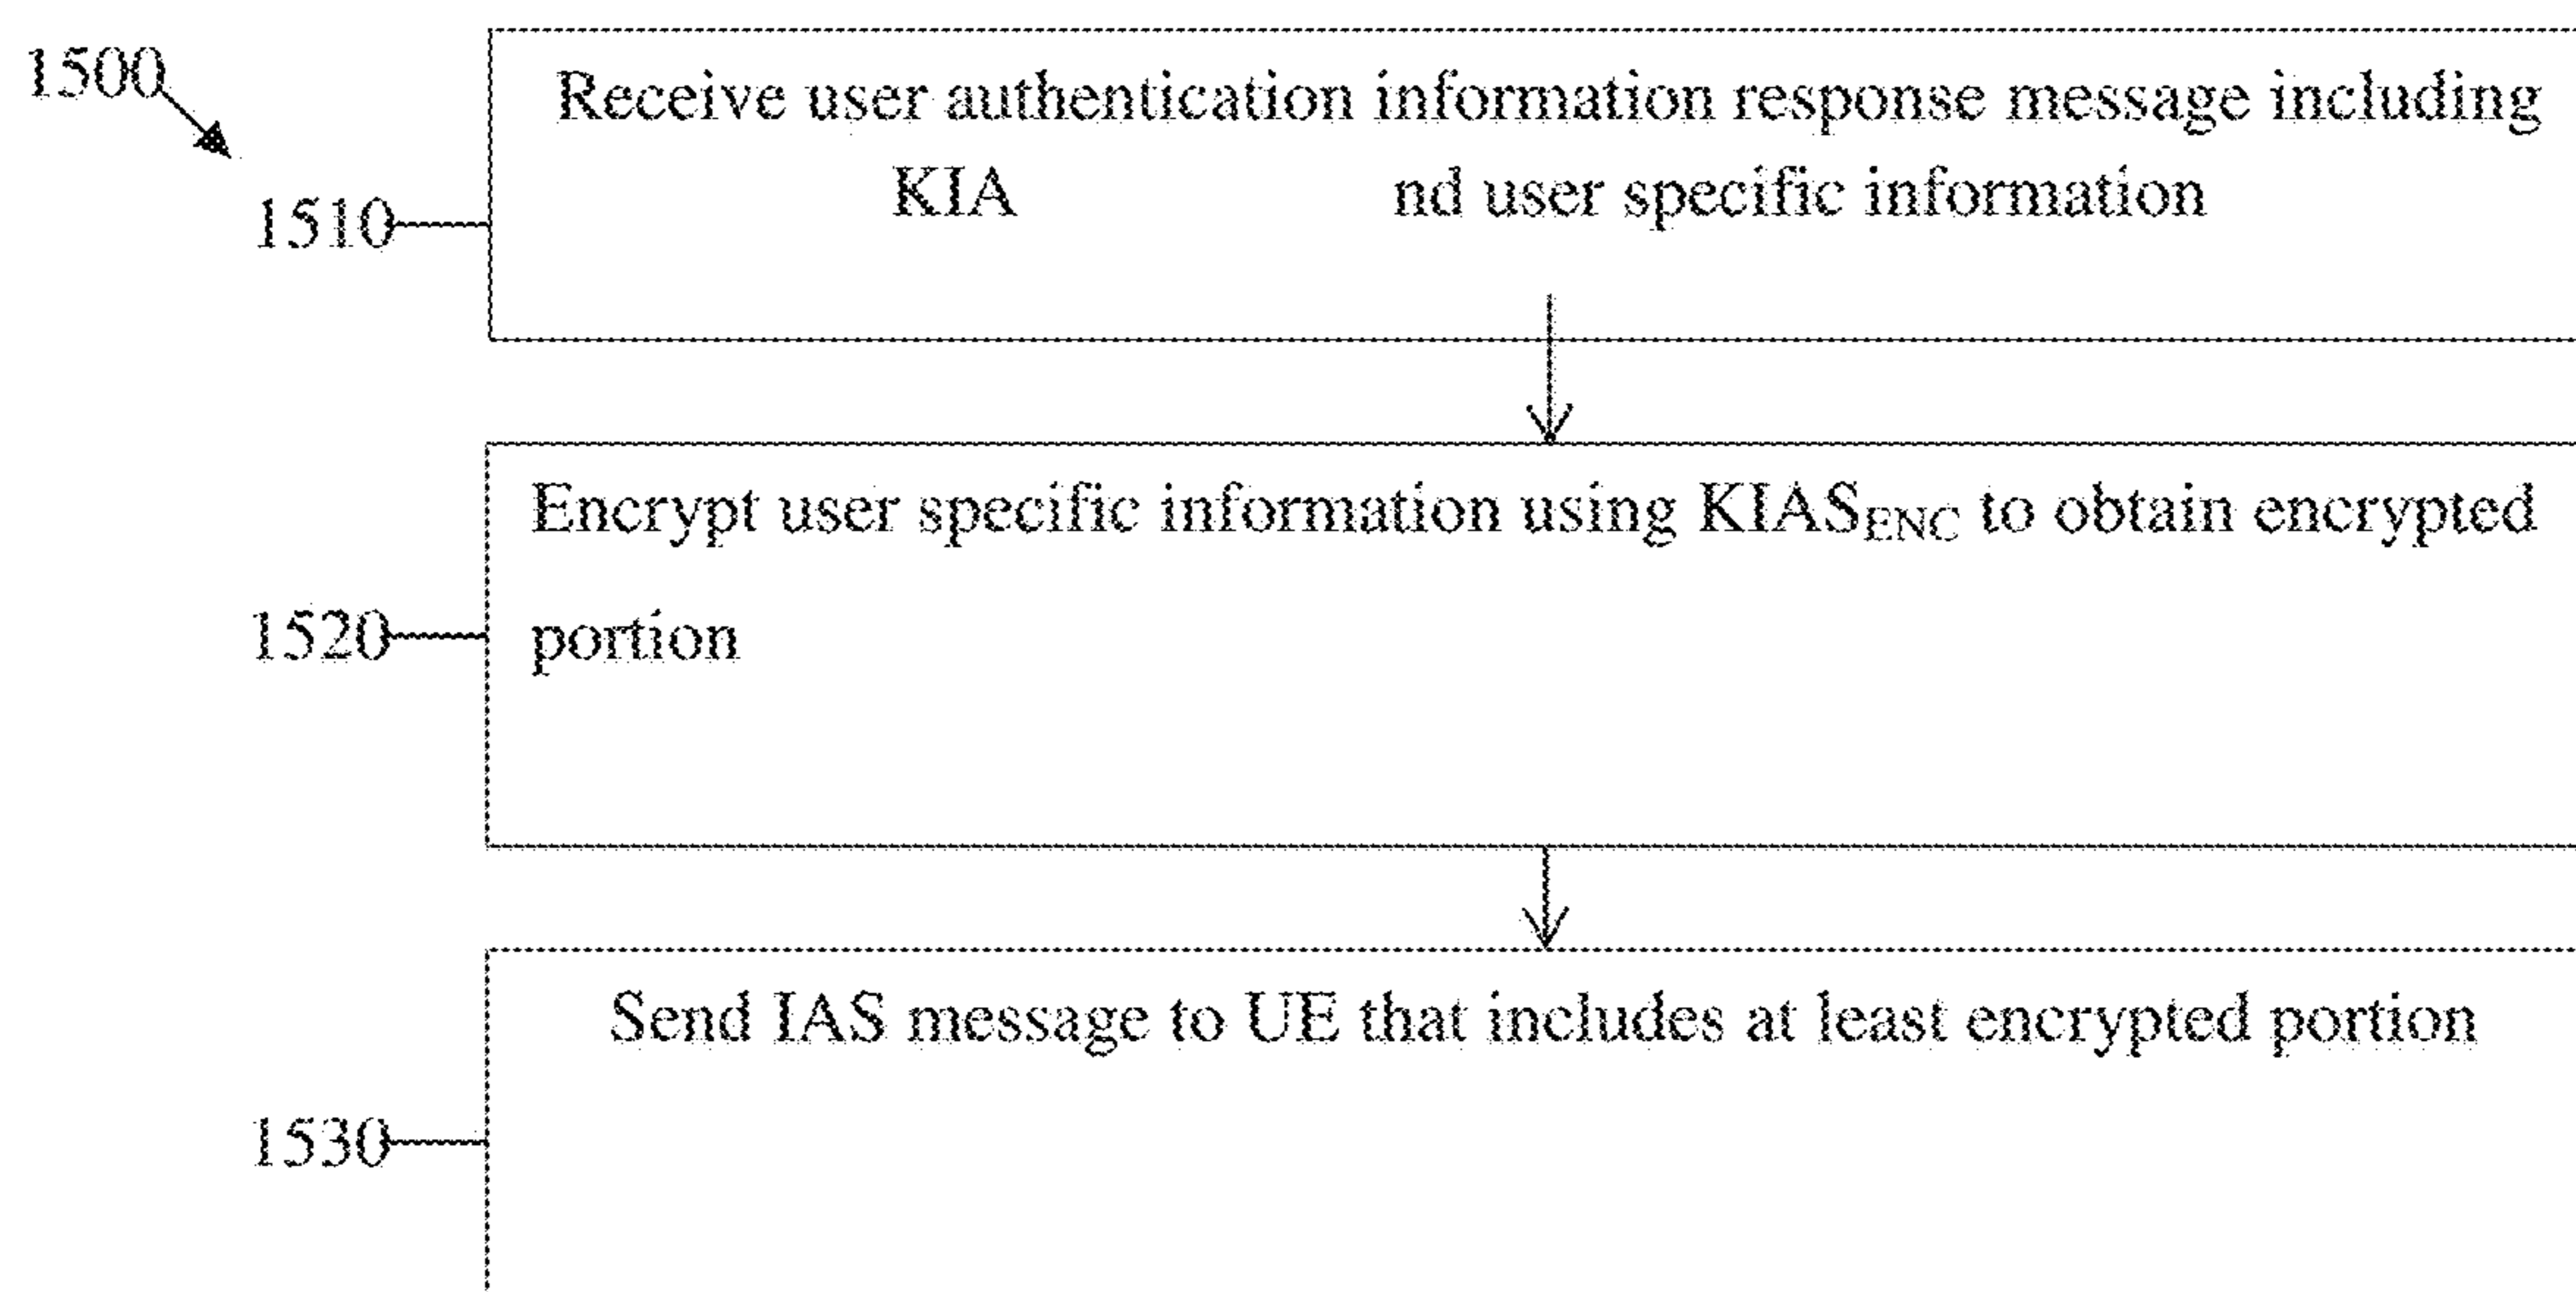 1500
Receive user authentication information response message including
KIA nd user specific information
1510
Encrypt user specific information using KIAS_ENC to obtain encrypted
portion
1520
Send IAS message to UE that includes at least encrypted portion
1530